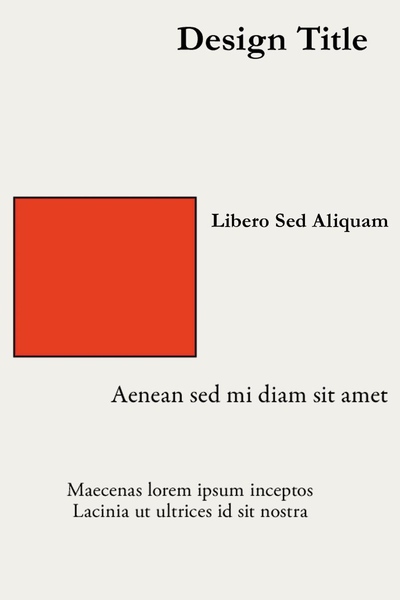 Design Title
Libero Sed Aliquam
Aenean sed mi diam sit amet
Maecenas lorem ipsum inceptos
Lacinia ut ultrices id sit nostra